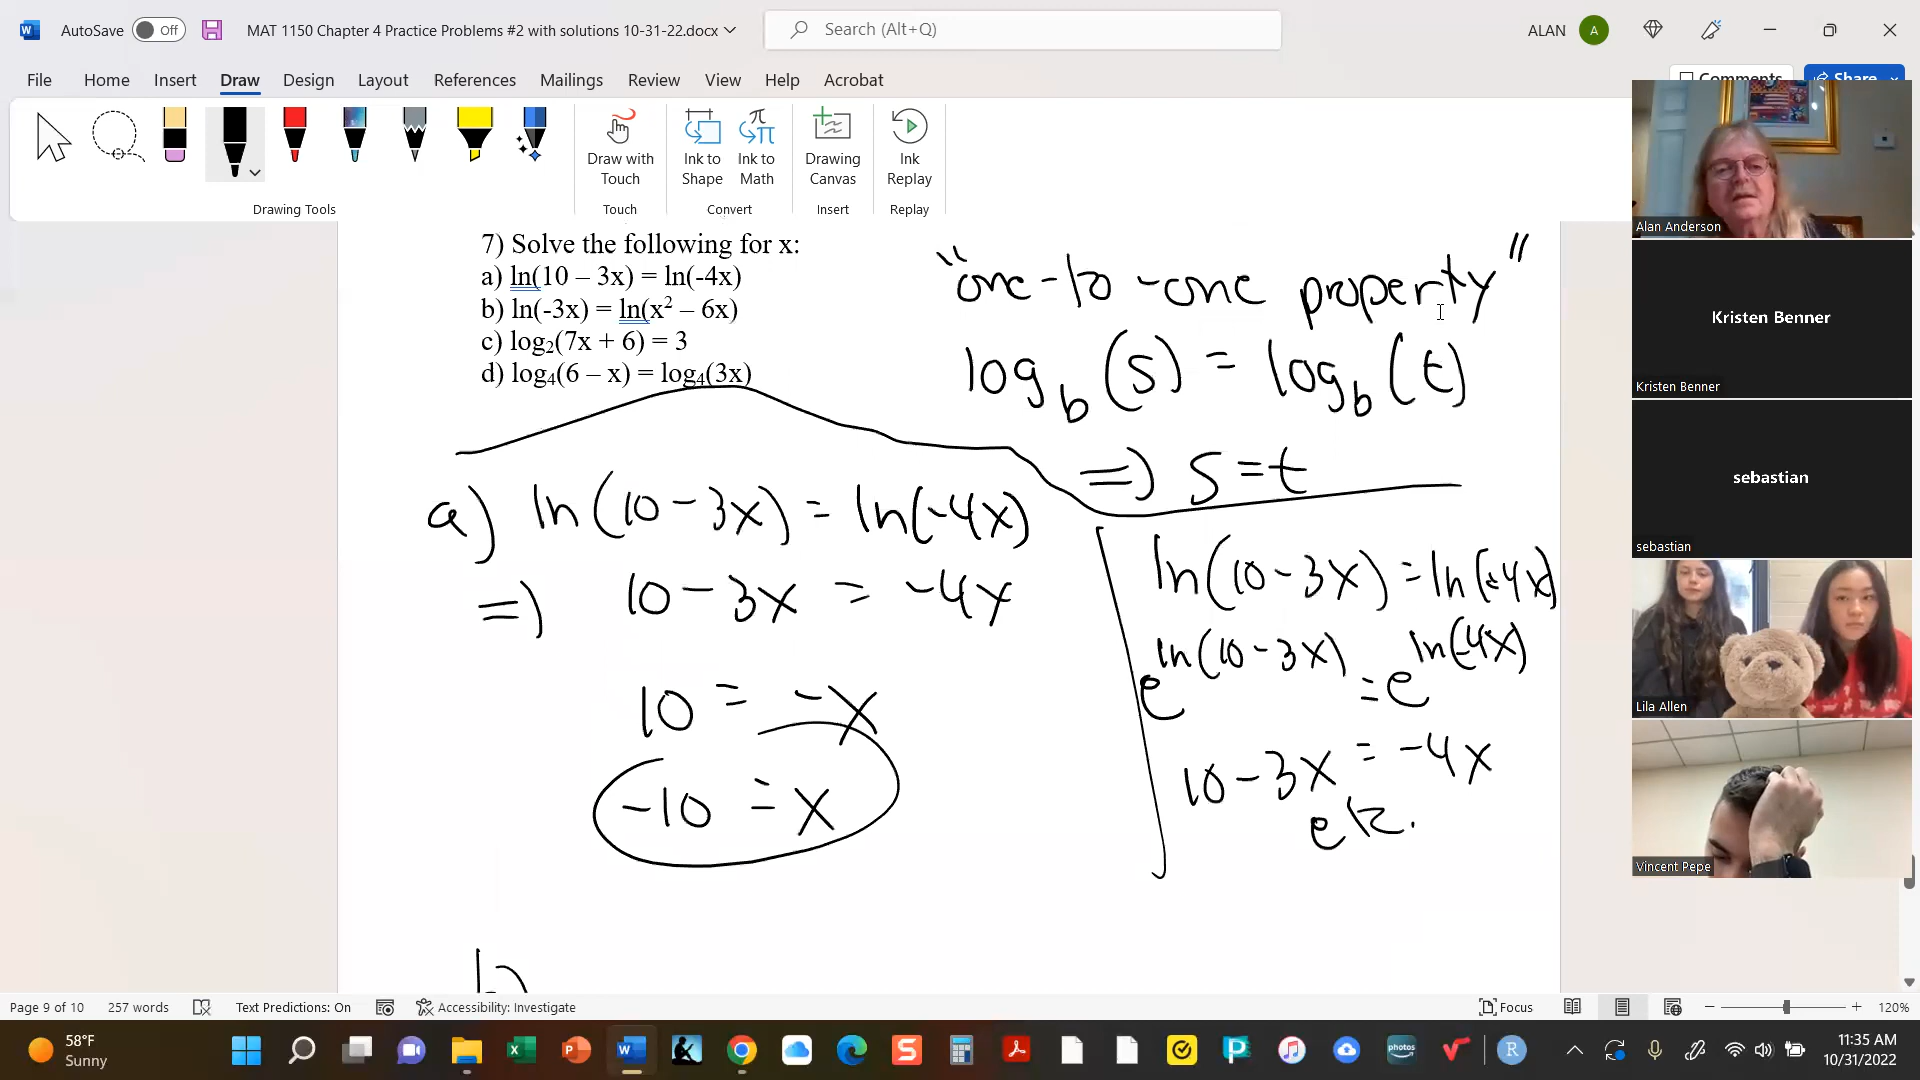 AutoSave Off MAT 1150 Chapter 4 Practice Problems #2 with solutions 10-31-22.docx Search (Alt+Q) ALAN A
File Home Insert Draw Design Layout References Mailings Review View Help Acrobat Comments Share
Draw with Touch
Ink to Shape
Ink to Math
Drawing Canvas
Ink Replay
Drawing Tools Touch Convert Insert Replay
7) Solve the following for x:
a) ln(10 – 3x) = ln(-4x)
b) ln(-3x) = ln(x² – 6x)
c) log₂(7x + 6) = 3
d) log₄(6 – x) = log₄(3x)
"one-to-one property"
log_b (s) = log_b (t)
=) s = t
a) ln(10-3x) = ln(-4x)
=) 10-3x = -4x
10 = -x
-10 = x
ln(10-3x) = ln(-4x)
e^ln(10-3x) = e^ln(-4x)
10-3x = -4x
etc.
b)
Alan Anderson
Kristen Benner
Kristen Benner
sebastian
sebastian
Lila Allen
Vincent Pepe
Page 9 of 10 257 words Text Predictions: On Accessibility: Investigate Focus 120%
58°F
Sunny
photos
R
11:35 AM
10/31/2022